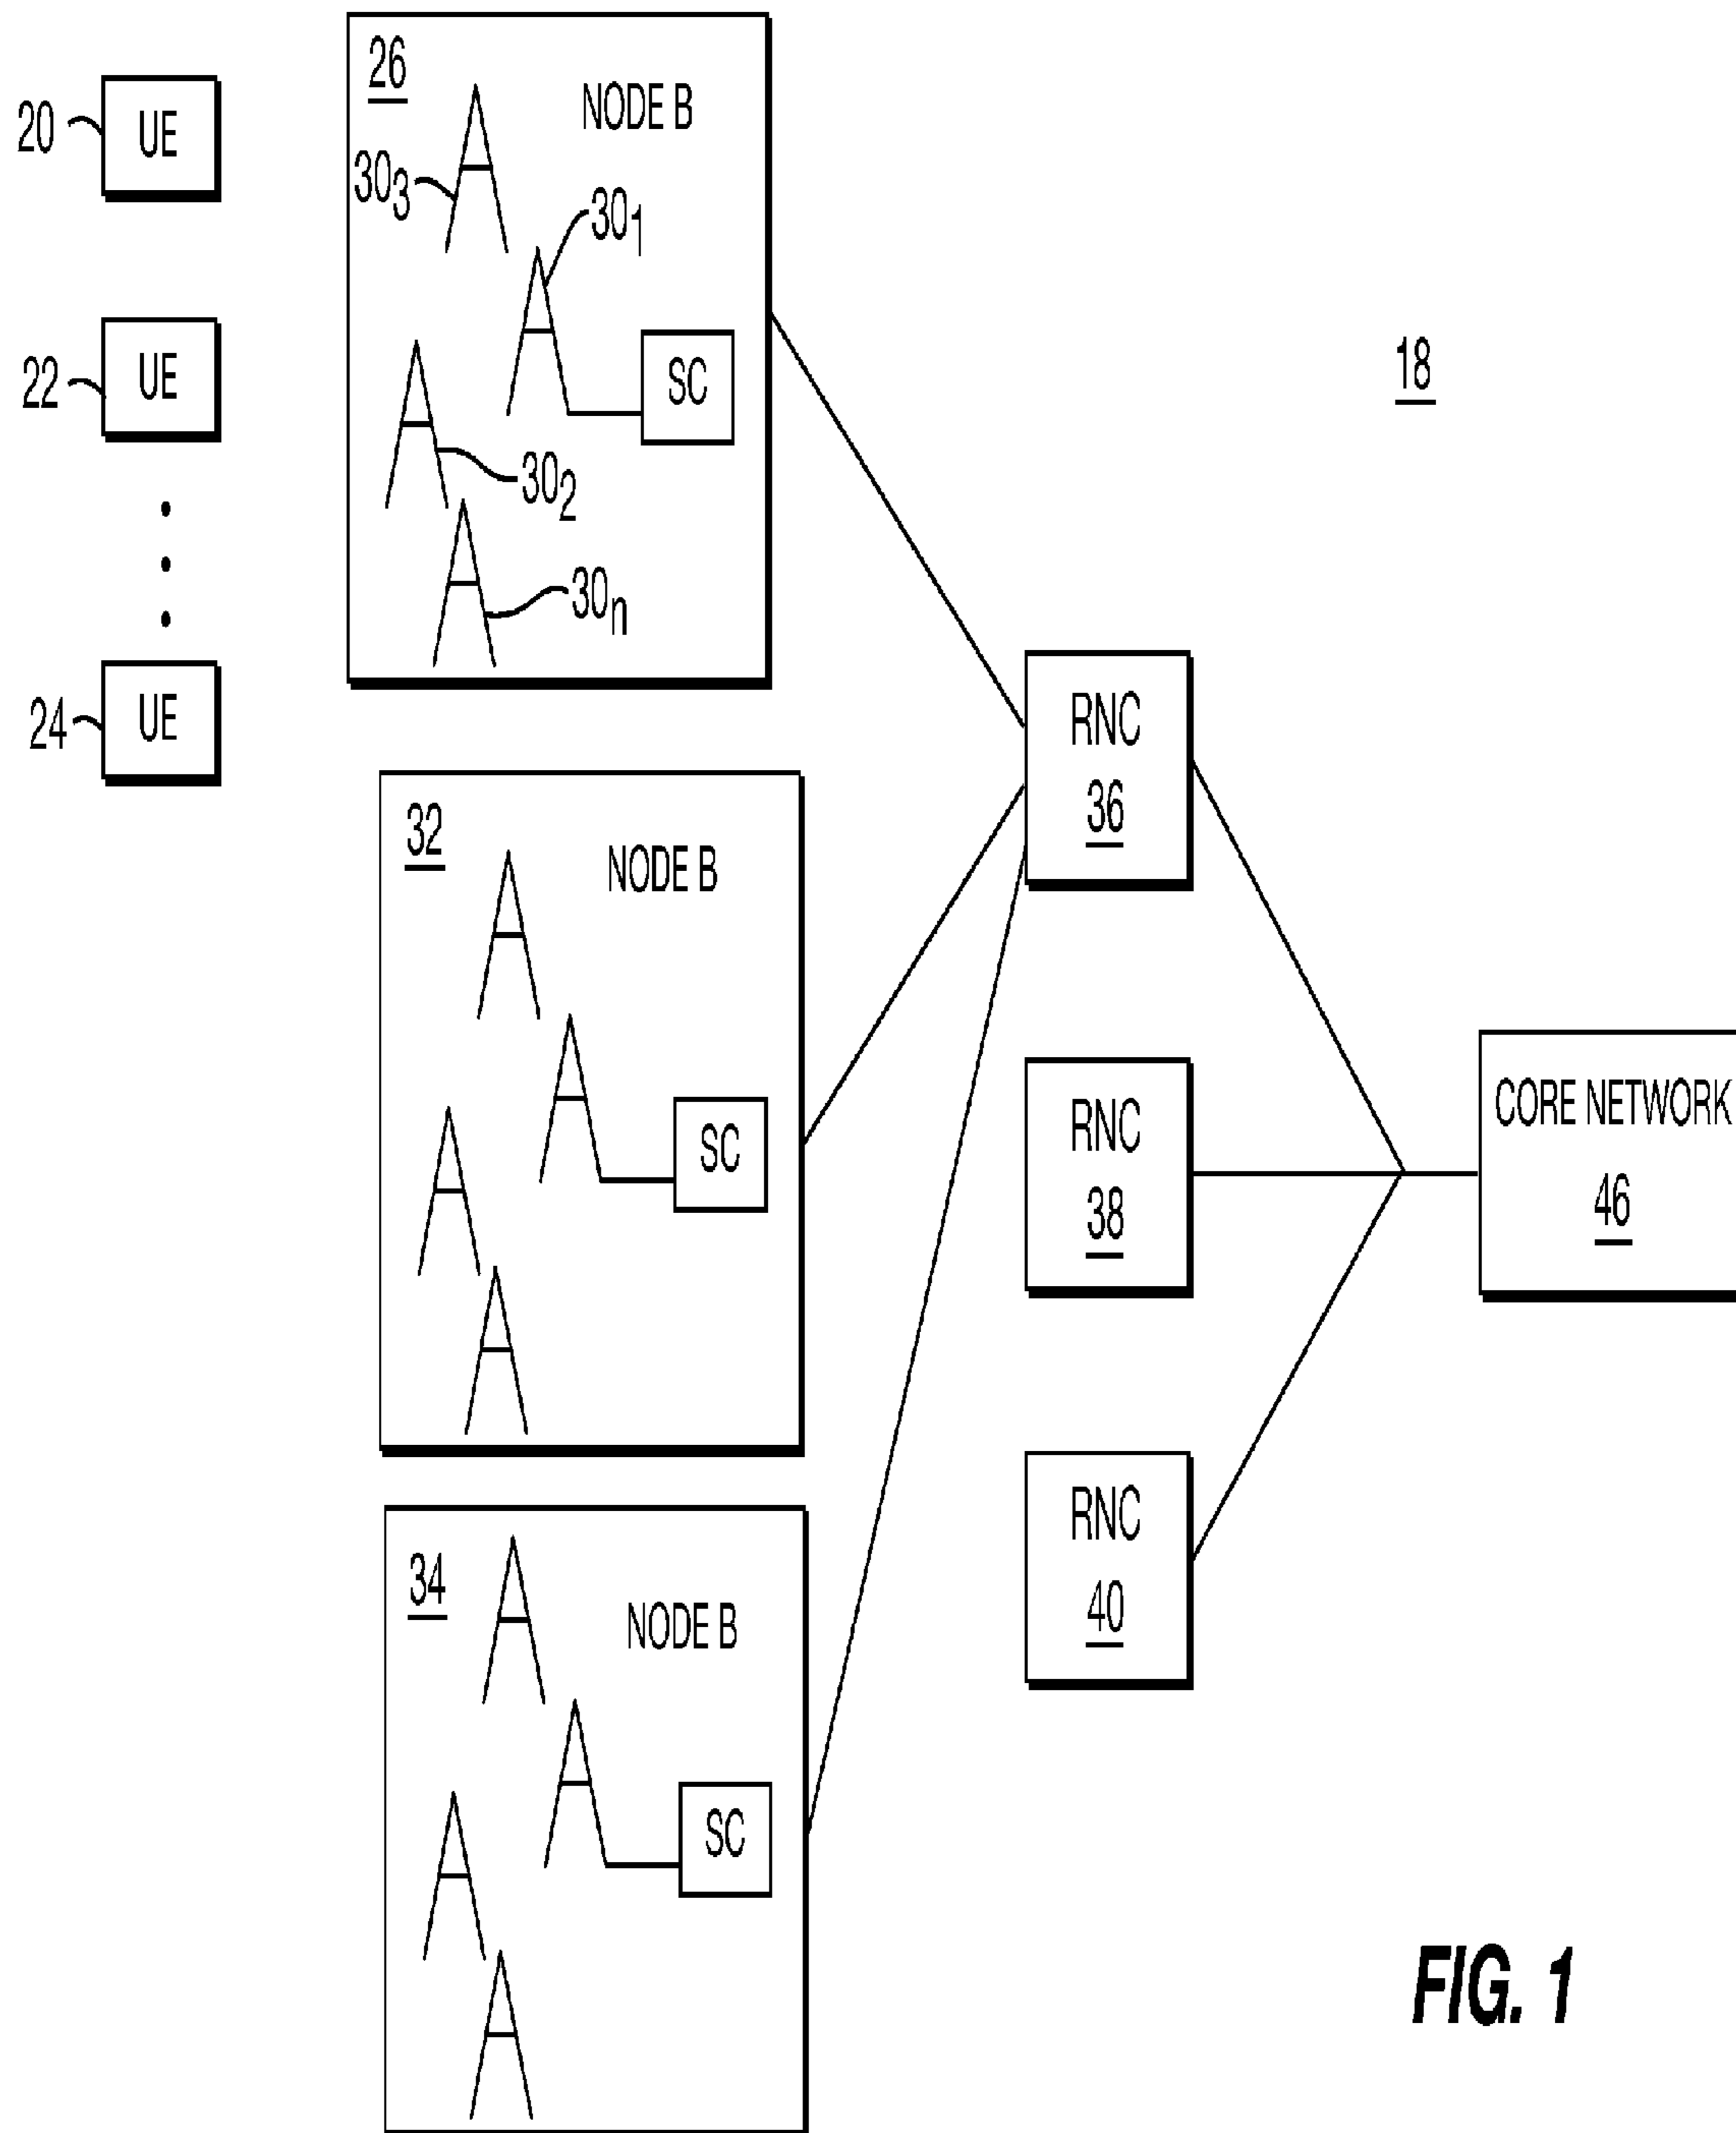 20
UE
22
UE
24
UE
26
NODE B
30₃
30₁
SC
30₂
30ₙ
32
NODE B
SC
34
NODE B
SC
18
RNC
36
RNC
38
RNC
40
CORE NETWORK
46
FIG. 1